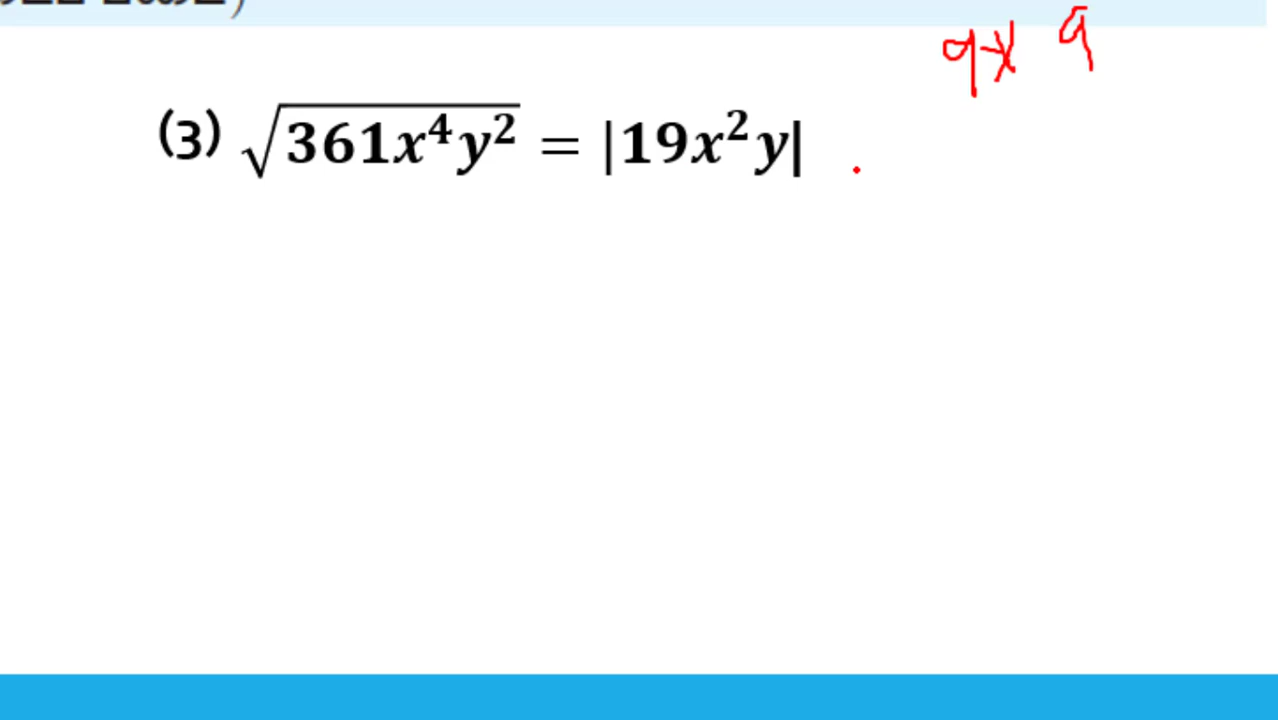 9x 9
(3) √361x⁴y² = |19x²y|